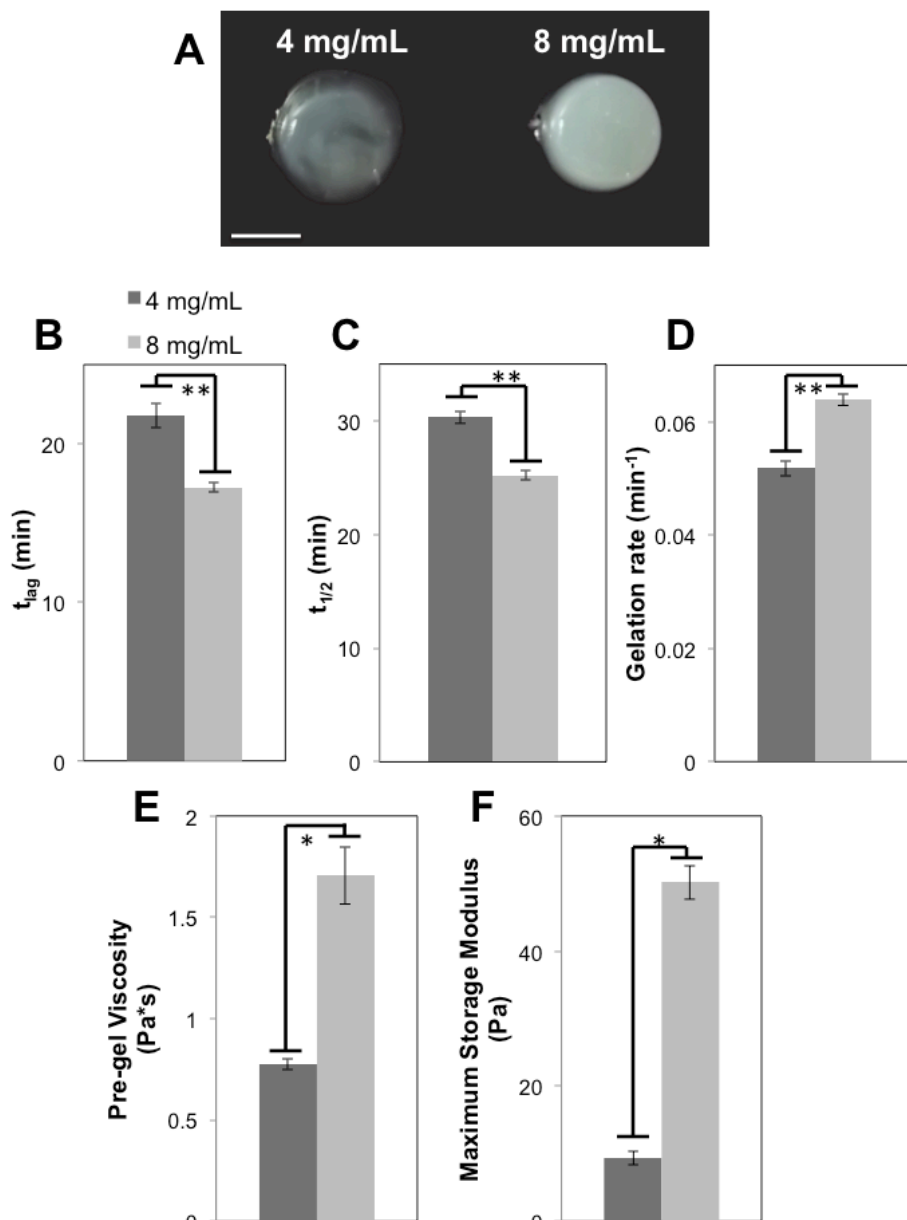 A
4 mg/mL
8 mg/mL
4 mg/mL
8 mg/mL
B
**
20
10
0
tlag (min)
C
**
30
20
10
0
t1/2 (min)
D
**
0.06
0.04
0.02
0
Gelation rate (min-1)
E
*
2
1.5
1
0.5
0
Pre-gel Viscosity
(Pa*s)
F
*
60
40
20
0
Maximum Storage Modulus
(Pa)